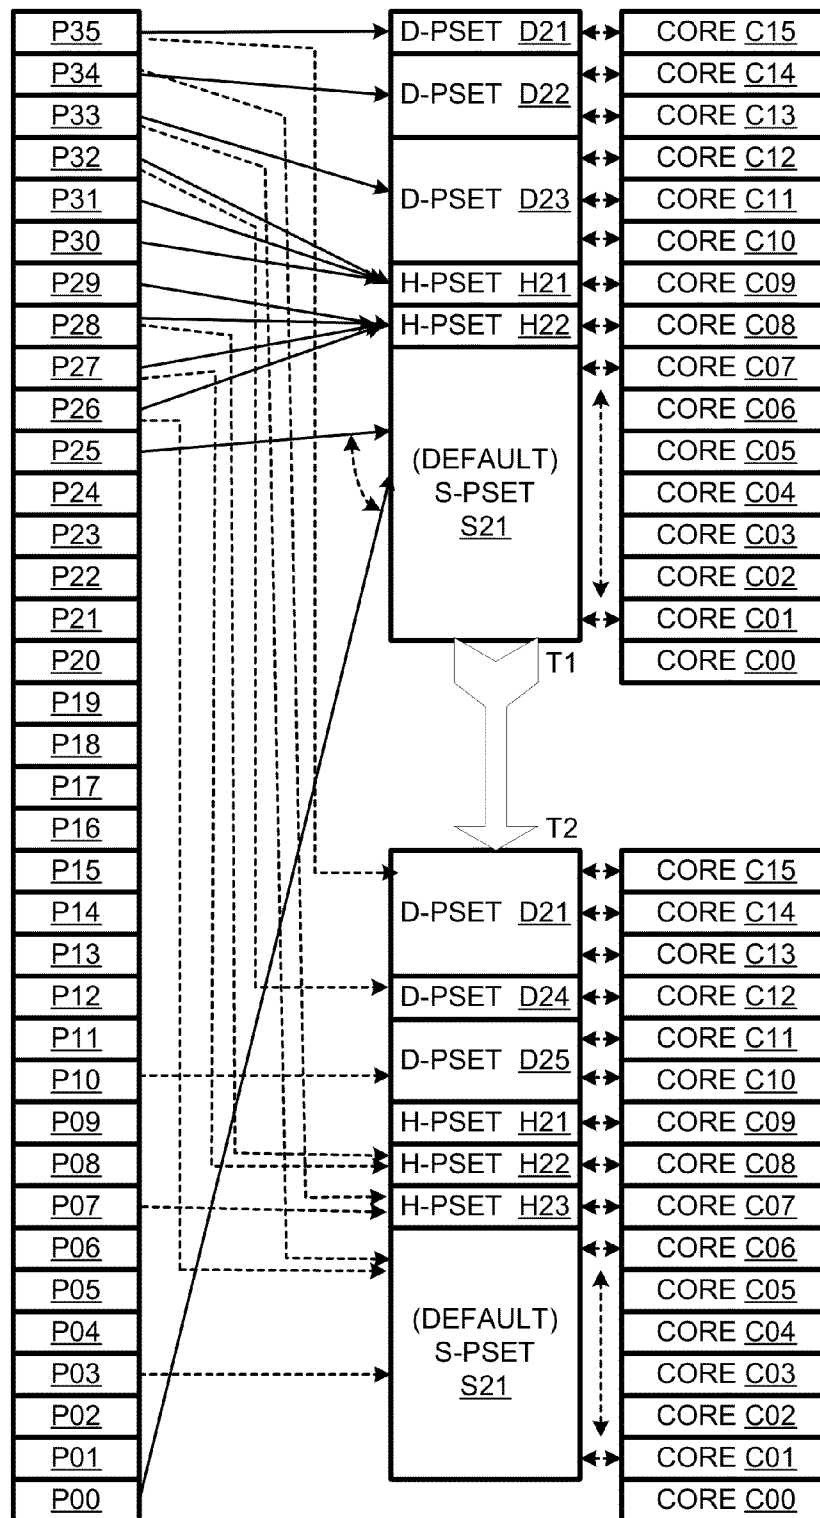 P35
P34
P33
P32
P31
P30
P29
P28
P27
P26
P25
P24
P23
P22
P21
P20
P19
P18
P17
P16
P15
P14
P13
P12
P11
P10
P09
P08
P07
P06
P05
P04
P03
P02
P01
P00
D-PSET D21
D-PSET D22
D-PSET D23
H-PSET H21
H-PSET H22
(DEFAULT)
S-PSET
S21
CORE C15
CORE C14
CORE C13
CORE C12
CORE C11
CORE C10
CORE C09
CORE C08
CORE C07
CORE C06
CORE C05
CORE C04
CORE C03
CORE C02
CORE C01
CORE C00
T1
T2
D-PSET D21
D-PSET D24
D-PSET D25
H-PSET H21
H-PSET H22
H-PSET H23
(DEFAULT)
S-PSET
S21
CORE C15
CORE C14
CORE C13
CORE C12
CORE C11
CORE C10
CORE C09
CORE C08
CORE C07
CORE C06
CORE C05
CORE C04
CORE C03
CORE C02
CORE C01
CORE C00